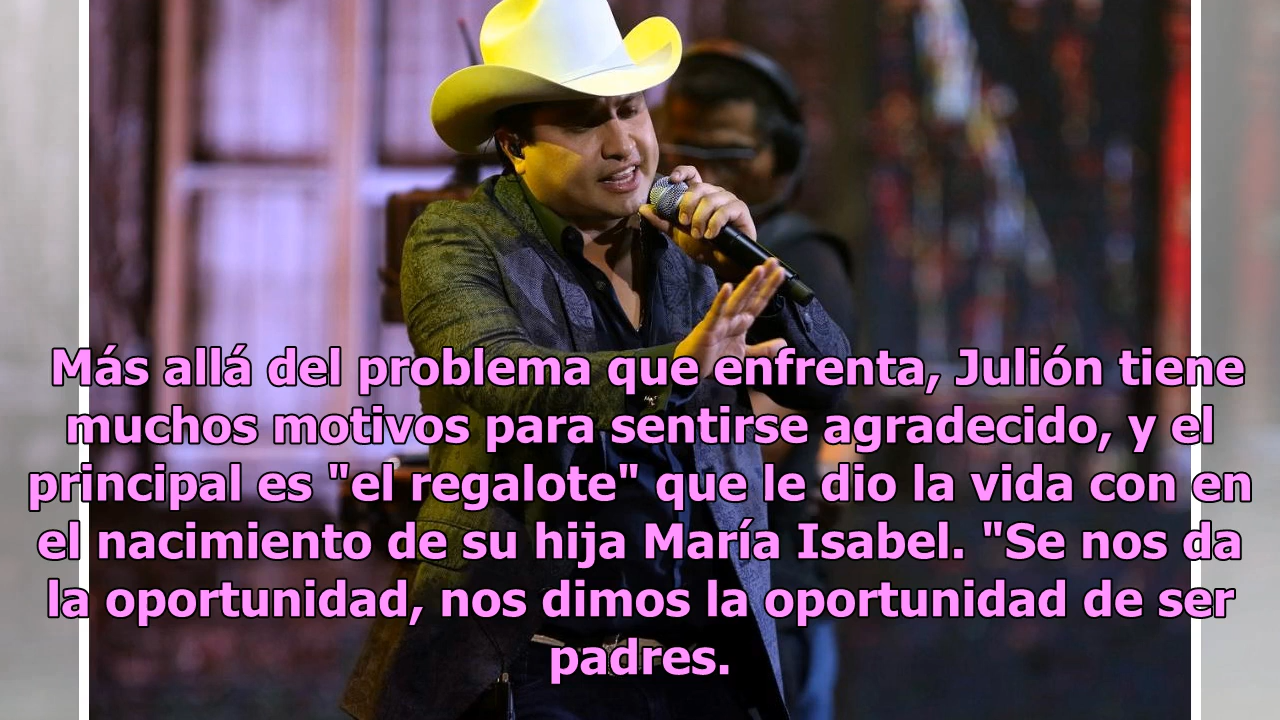 Más allá del problema que enfrenta, Julión tiene
muchos motivos para sentirse agradecido, y el
principal es "el regalote" que le dio la vida con en
el nacimiento de su hija María Isabel. "Se nos da
la oportunidad, nos dimos la oportunidad de ser
padres.